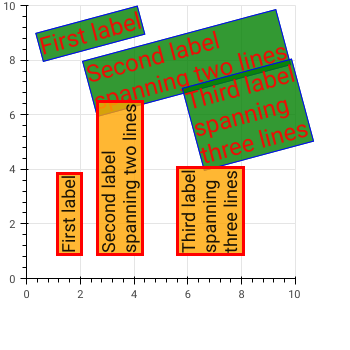 10
8
6
4
2
0
First label
Second label
spanning two lines
Third label
spanning
three lines
First label
Second label
spanning two lines
Third label
spanning
three lines
0
2
4
6
8
10